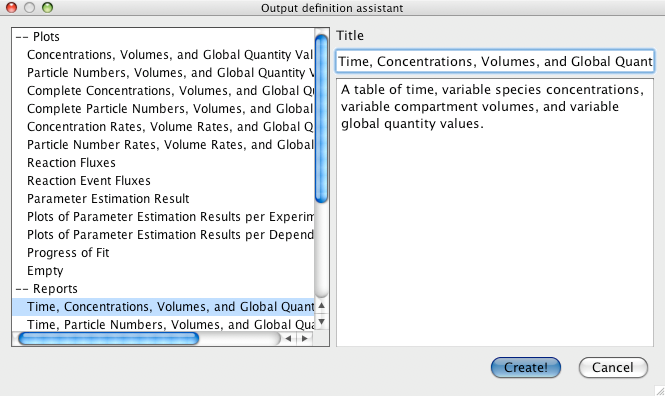 Output definition assistant
-- Plots
Concentrations, Volumes, and Global Quantity Val
Particle Numbers, Volumes, and Global Quantity V
Complete Concentrations, Volumes, and Global Qu
Complete Particle Numbers, Volumes, and Global
Concentration Rates, Volume Rates, and Global Q
Particle Number Rates, Volume Rates, and Global
Reaction Fluxes
Reaction Event Fluxes
Parameter Estimation Result
Plots of Parameter Estimation Results per Experim
Plots of Parameter Estimation Results per Depend
Progress of Fit
Empty
-- Reports
Time, Concentrations, Volumes, and Global Quant
Time, Particle Numbers, Volumes, and Global Qua
Title
Time, Concentrations, Volumes, and Global Quant
A table of time, variable species concentrations,
variable compartment volumes, and variable
global quantity values.
Create!
Cancel